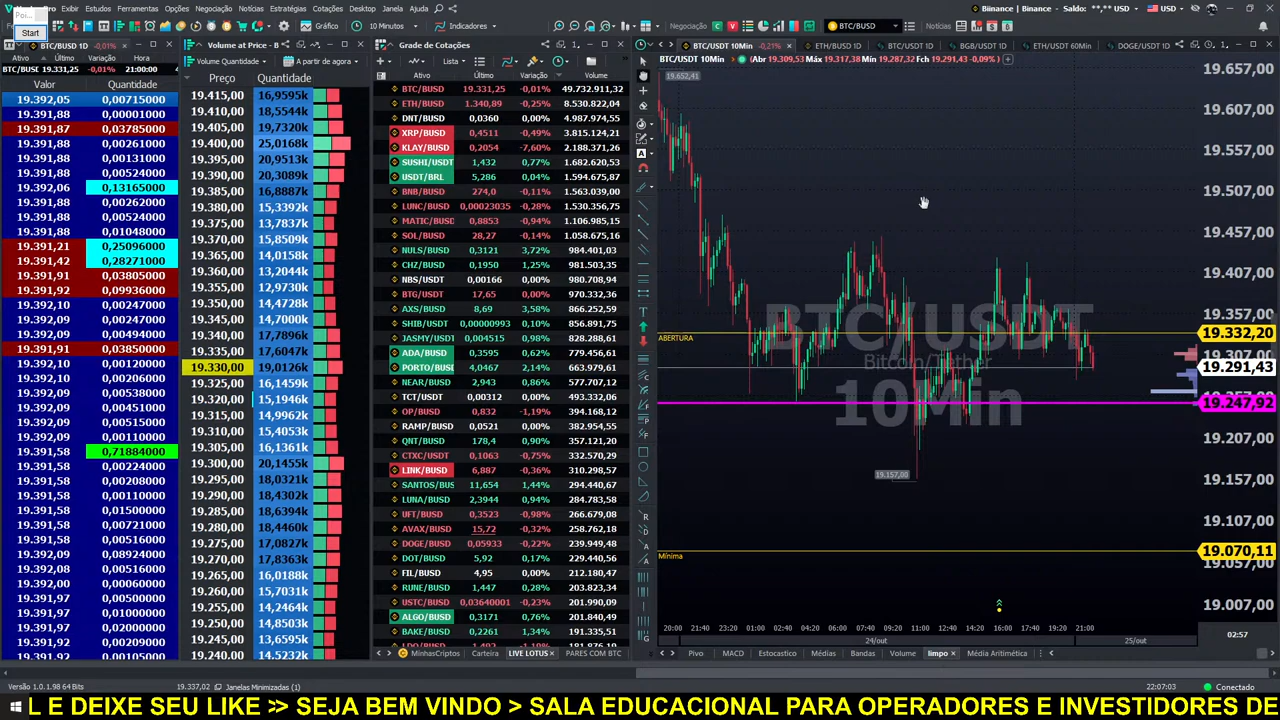 Exibir Estudos Ferramentas Opções Negociação Serviços Notícias Cotações Desktop Janela Ajuda
Binance | Binance Saldo: **,** USD USD
Start
Gráfico 10 Minutos Indicadores Negociação BTC/BUSD Notícias
BTC/BUSD 1D -0,01%
Ativo Último Variação Hora
BTC/BUSD 19.331,25 -0,01% 21:00:00
Valor Quantidade
19.392,05 0,00715000
19.391,88 0,00001000
19.391,87 0,03785000
19.391,88 0,00261000
19.391,88 0,00131000
19.391,88 0,00524000
19.392,06 0,13165000
19.391,88 0,00262000
19.391,88 0,00524000
19.391,88 0,01048000
19.391,21 0,25096000
19.391,42 0,28271000
19.391,91 0,03805000
19.391,92 0,09936000
19.392,10 0,00247000
19.392,09 0,00247000
19.392,10 0,00494000
19.391,91 0,03850000
19.392,10 0,00120000
19.392,10 0,00206000
19.392,09 0,00538000
19.392,09 0,00451000
19.392,09 0,00515000
19.392,09 0,00110000
19.391,58 0,71884000
19.391,58 0,00224000
19.391,58 0,00208000
19.391,58 0,00110000
19.391,58 0,01500000
19.391,58 0,00721000
19.391,58 0,00516000
19.392,09 0,08924000
19.392,08 0,00516000
19.392,08 0,00060000
19.391,97 0,00500000
19.391,97 0,01000000
19.391,97 0,02000000
19.391,92 0,00209000
Volume at Price - B
Volume Quantidade A partir de agora
Preço Quantidade
19.415,00 16,9595k
19.410,00 18,5544k
19.405,00 19,7320k
19.400,00 25,0168k
19.395,00 20,9513k
19.390,00 20,3089k
19.385,00 16,8887k
19.380,00 15,3392k
19.375,00 13,7837k
19.370,00 15,8509k
19.365,00 14,0158k
19.360,00 13,2044k
19.355,00 12,9730k
19.350,00 14,4728k
19.345,00 14,7000k
19.340,00 17,7896k
19.335,00 17,6047k
19.330,00 19,0126k
19.325,00 16,1459k
19.320,00 15,1946k
19.315,00 14,9962k
19.310,00 15,4053k
19.305,00 16,1361k
19.300,00 20,1455k
19.295,00 18,0321k
19.290,00 18,4302k
19.285,00 18,6394k
19.280,00 18,4460k
19.275,00 17,0839k
19.270,00 17,8363k
19.265,00 16,0188k
19.260,00 15,7031k
19.255,00 14,2464k
19.250,00 14,8503k
19.245,00 13,6595k
19.240,00 14,5232k
Grade de Cotações
Lista
Ativo Último Variação Volume
BTC/BUSD 19.331,25 -0,01% 49.732.911,32
ETH/BUSD 1.340,89 -0,25% 8.530.822,04
DNT/BUSD 0,0360 0,00% 4.987.974,55
XRP/BUSD 0,4511 -0,49% 3.815.124,21
KLAY/BUSD 0,2054 -7,60% 2.188.371,26
SUSHI/USDT 1,432 0,77% 1.682.620,53
USDT/BRL 5,286 0,04% 1.594.675,87
BNB/BUSD 274,0 -0,11% 1.563.039,00
LUNC/BUSD 0,00023035 -0,28% 1.530.356,75
MATIC/BUSD 0,8853 -0,94% 1.106.985,15
SOL/BUSD 28,27 -0,14% 1.058.675,16
NULS/BUSD 0,3121 3,72% 984.401,03
CHZ/BUSD 0,1950 1,25% 981.503,35
NBS/BUSD 0,00166 0,00% 980.708,94
BTG/USDT 17,65 0,00% 970.332,36
AXS/BUSD 8,69 3,58% 866.252,59
SHIB/USDT 0,00000993 0,10% 856.891,75
JASMY/USDT 0,00515 0,98% 828.288,61
ADA/BUSD 0,3595 0,62% 779.456,61
PORTO/BUSD 4,0467 2,14% 663.979,61
NEAR/BUSD 2,943 0,86% 577.707,12
TCT/BUSD 0,00312 0,00% 493.332,06
OP/BUSD 0,832 -1,19% 394.168,12
RAMP/BUSD 0,0521 0,00% 382.954,55
QNT/BUSD 178,4 0,90% 357.121,20
CTXC/BUSD 0,1063 -0,75% 332.570,29
LINK/BUSD 6,887 -0,36% 310.298,57
SANTOS/BUSD 11,654 1,44% 294.440,67
LUNA/BUSD 2,3944 0,94% 284.783,58
UFT/BUSD 0,3523 -0,98% 266.679,08
AVAX/BUSD 15,72 -0,32% 258.762,18
DOGE/BUSD 0,05933 -0,22% 239.949,48
DOT/BUSD 5,92 0,17% 229.440,56
FIL/BUSD 4,95 0,00% 212.180,47
RUNE/BUSD 1,447 0,28% 203.823,34
USTC/BUSD 0,03640001 -0,23% 201.990,09
ALGO/BUSD 0,3171 0,76% 201.840,49
BAKE/BUSD 0,2261 1,34% 191.335,51
MinhasCriptos Carteira LIVE LOTUS PARES COM BTC
BTC/USDT 10Min -0,21% ETH/BUSD 1D BTC/USDT 1D BGB/USDT 1D ETH/USDT 60Min DOGE/USDT 1D
BTC/USDT 10Min (Abr 19.309,53 Máx 19.317,38 Mín 19.287,32 Fch 19.291,43 -0,09%)
19.652,41
BTC/USDT
Bitcoin/Tether
10Min
ABERTURA
19.157,00
Mínima
19.657,00
19.607,00
19.557,00
19.507,00
19.457,00
19.407,00
19.357,00
19.332,20
19.307,00
19.291,43
19.247,92
19.207,00
19.157,00
19.107,00
19.070,11
19.057,00
19.007,00
20:00 21:40 23:20 01:00 02:40 04:20 06:00 07:40 09:20 11:00 12:40 14:20 16:00 17:40 19:20 21:00
24/out 25/out
02:57
Pivo MACD Estocastico Médias Bandas Volume limpo Média Aritmética
Versão 1.0.1.98 64 Bits 19.337,02 Janelas Minimizadas (1) 22:07:03 Conectado
L E DEIXE SEU LIKE >> SEJA BEM VINDO > SALA EDUCACIONAL PARA OPERADORES E INVESTIDORES DE